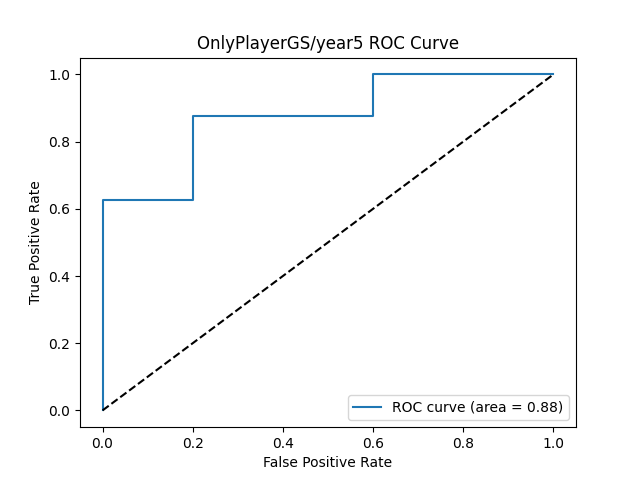 OnlyPlayerGS/year5 ROC Curve
1.0
0.8
0.6
0.4
0.2
0.0
True Positive Rate
ROC curve (area = 0.88)
0.0 0.2 0.4 0.6 0.8 1.0
False Positive Rate